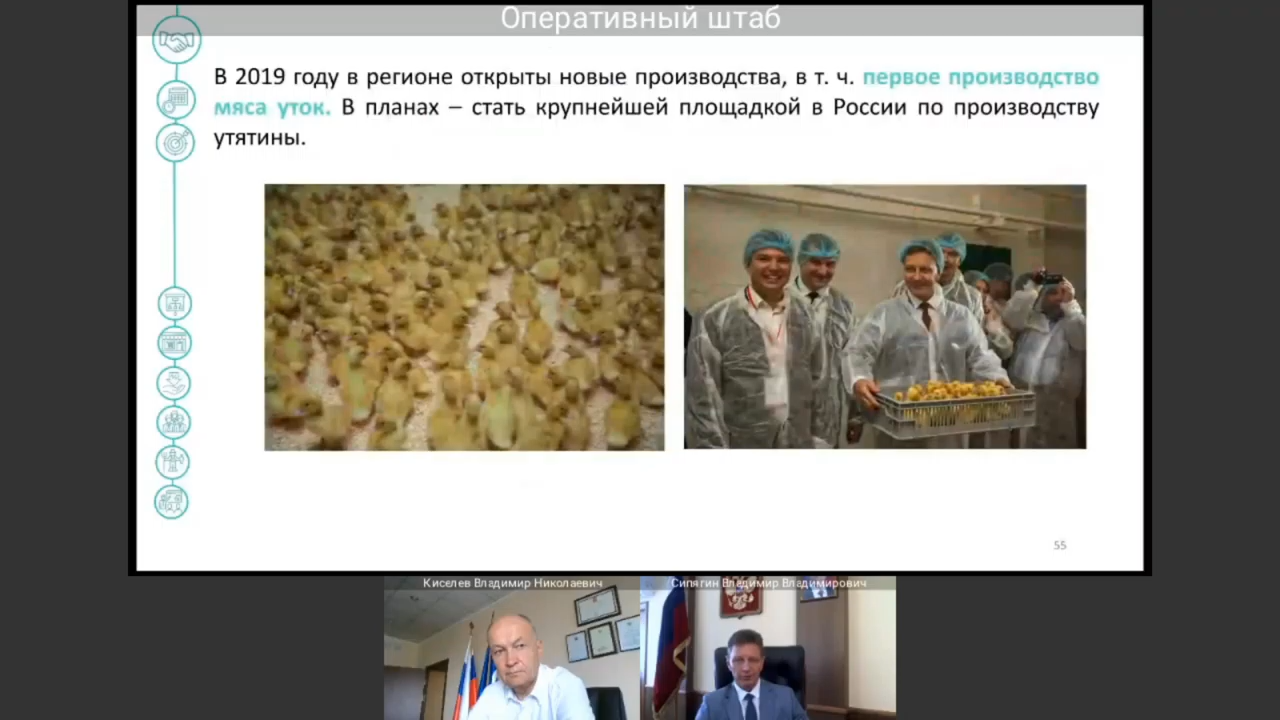 Оперативный штаб
В 2019 году в регионе открыты новые производства, в т. ч. первое производство
мяса уток. В планах – стать крупнейшей площадкой в России по производству
утятины.
55
Киселев Владимир Николаевич
Сипягин Владимир Владимирович